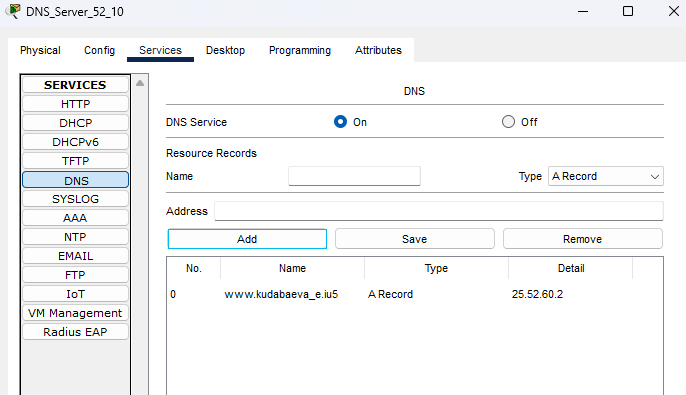 DNS_Server_52_10
Physical Config Services Desktop Programming Attributes
SERVICES
HTTP
DHCP
DHCPv6
TFTP
DNS
SYSLOG
AAA
NTP
EMAIL
FTP
IoT
VM Management
Radius EAP
DNS
DNS Service On Off
Resource Records
Name Type A Record
Address
Add Save Remove
No. Name Type Detail
0 www.kudabaeva_e.iu5 A Record 25.52.60.2